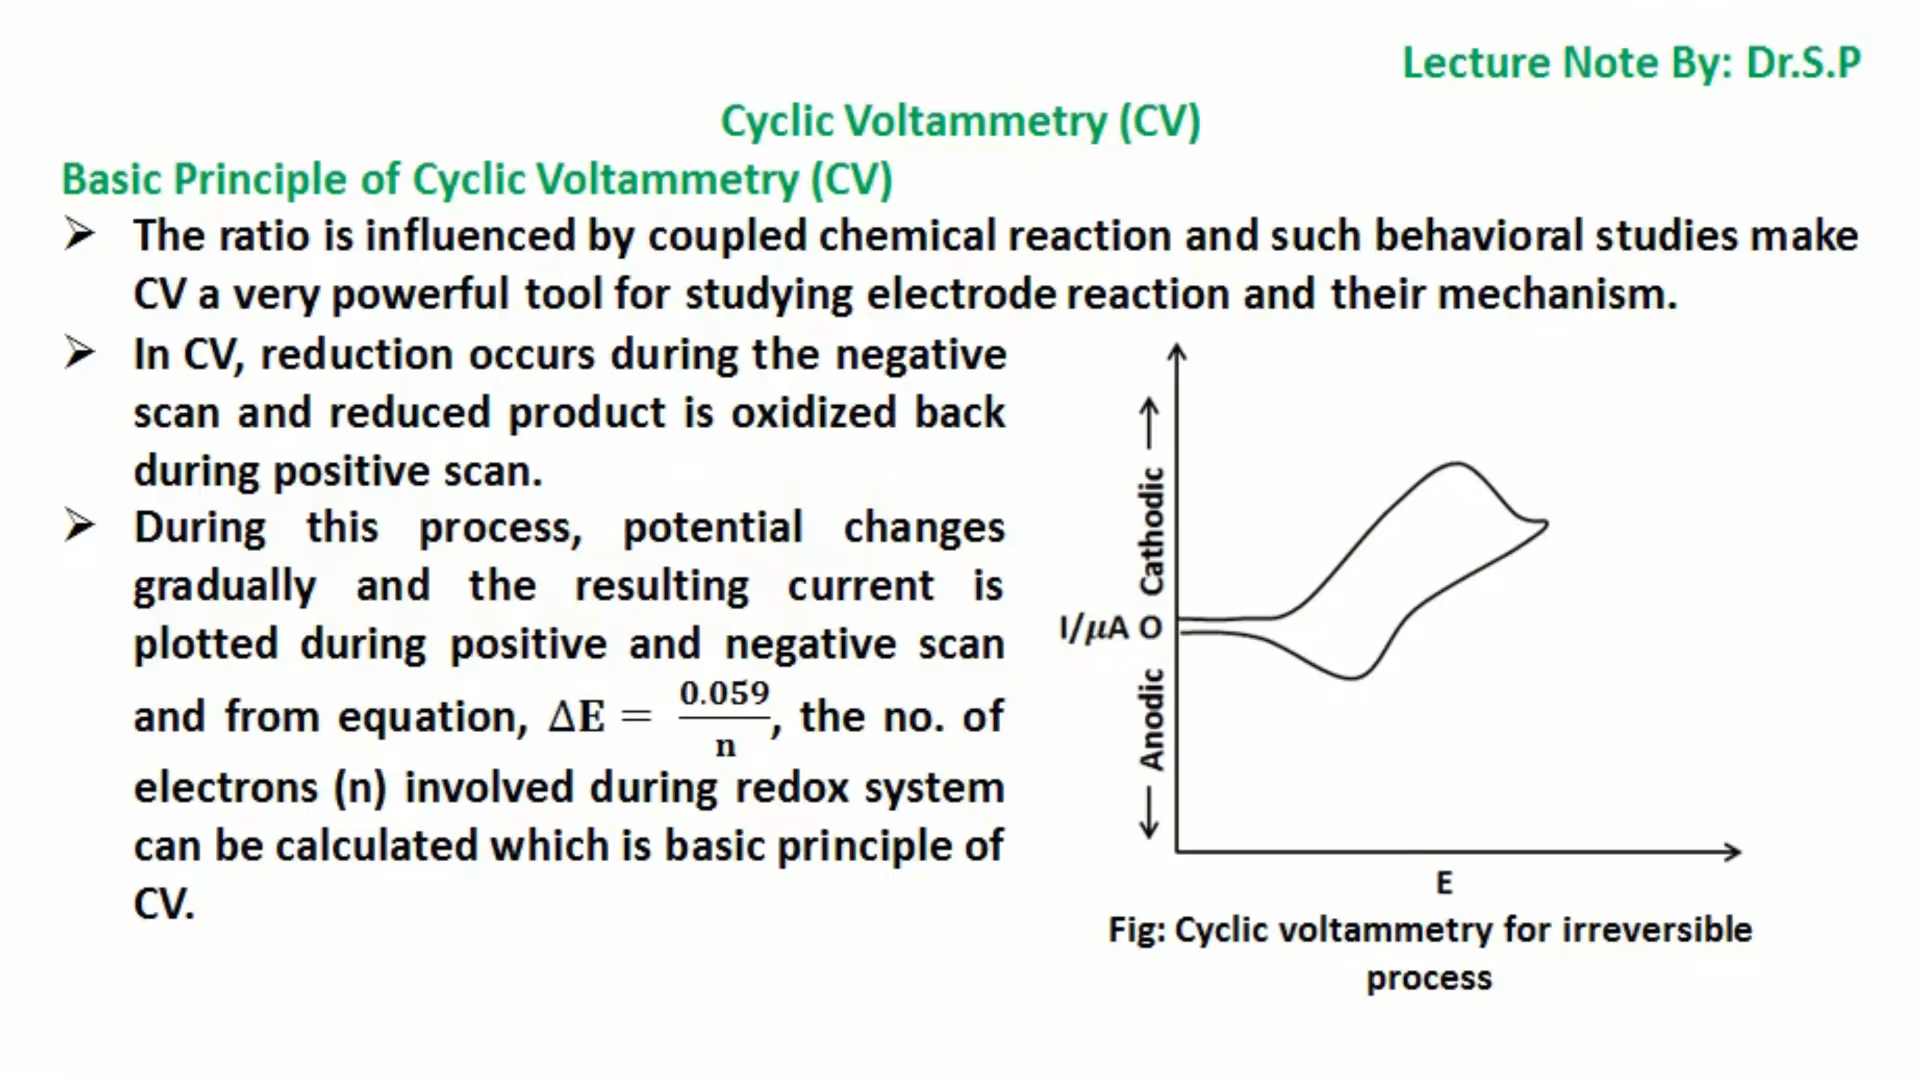 Lecture Note By: Dr.S.P
Cyclic Voltammetry (CV)
Basic Principle of Cyclic Voltammetry (CV)
➢ The ratio is influenced by coupled chemical reaction and such behavioral studies make
CV a very powerful tool for studying electrode reaction and their mechanism.
➢ In CV, reduction occurs during the negative
scan and reduced product is oxidized back
during positive scan.
➢ During this process, potential changes
gradually and the resulting current is
plotted during positive and negative scan
and from equation, ΔE = 0.059/n, the no. of
electrons (n) involved during redox system
can be calculated which is basic principle of
CV.
Cathodic →
I/μA O
← Anodic
E
Fig: Cyclic voltammetry for irreversible
process